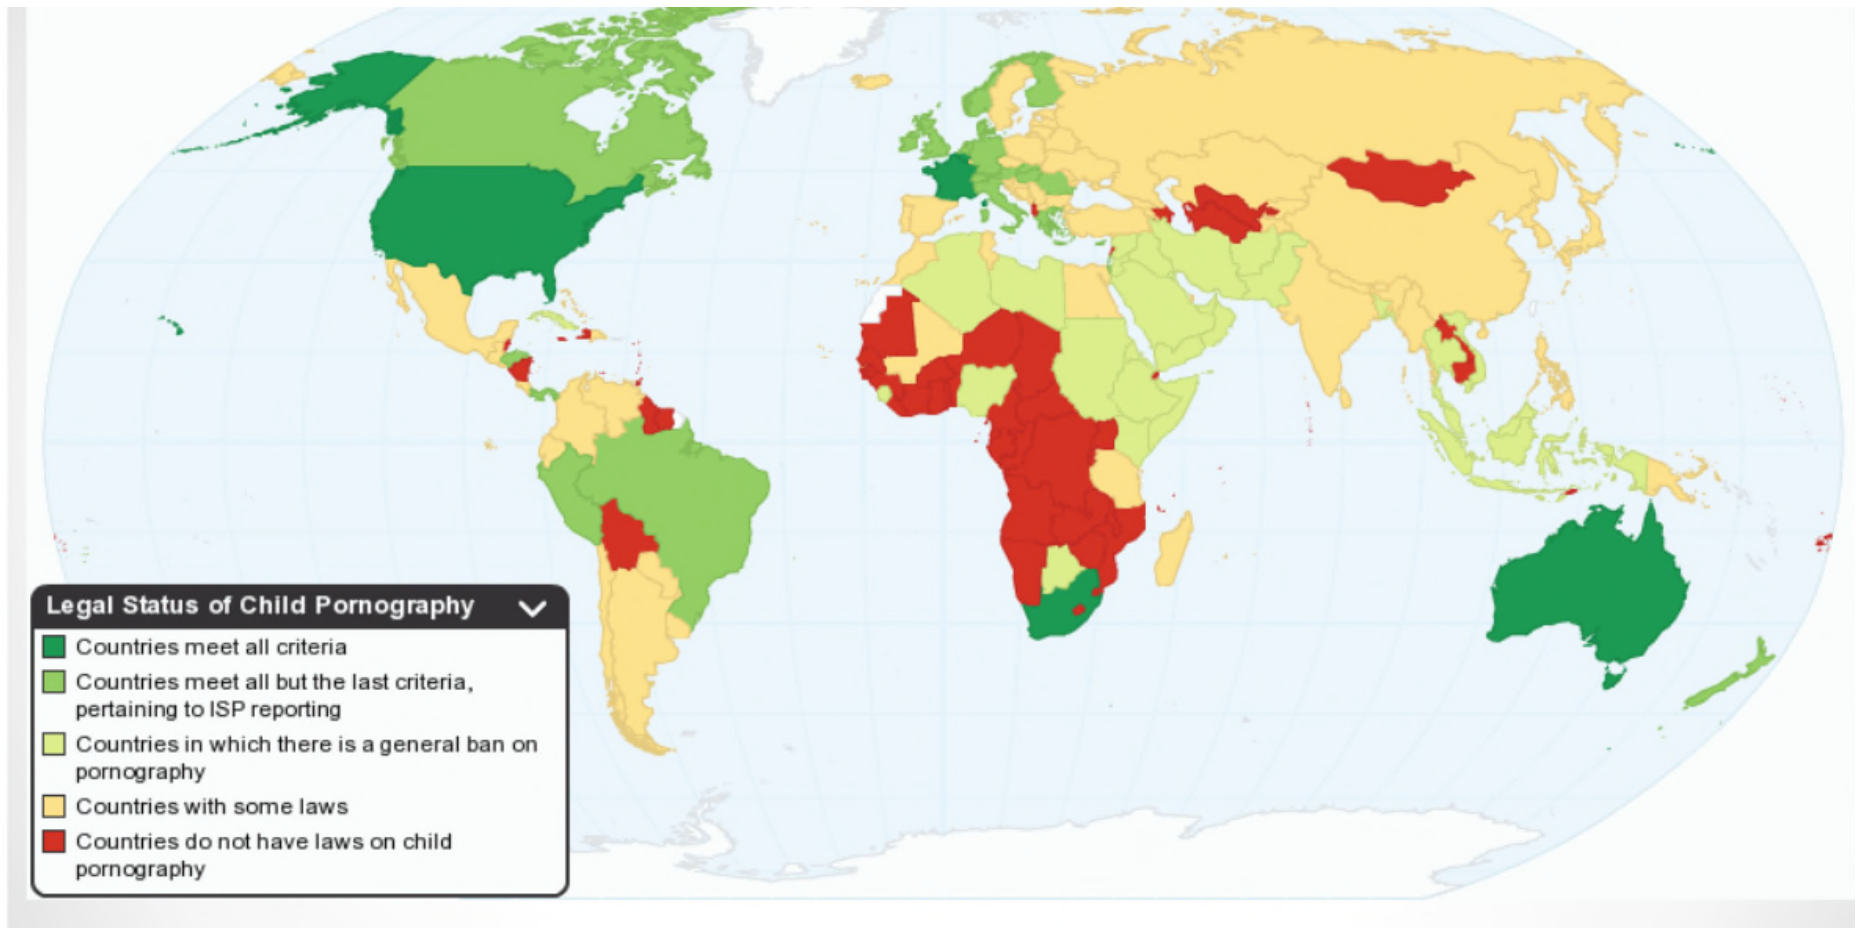 Legal Status of Child Pornography
Countries meet all criteria
Countries meet all but the last criteria,
pertaining to ISP reporting
Countries in which there is a general ban on
pornography
Countries with some laws
Countries do not have laws on child
pornography